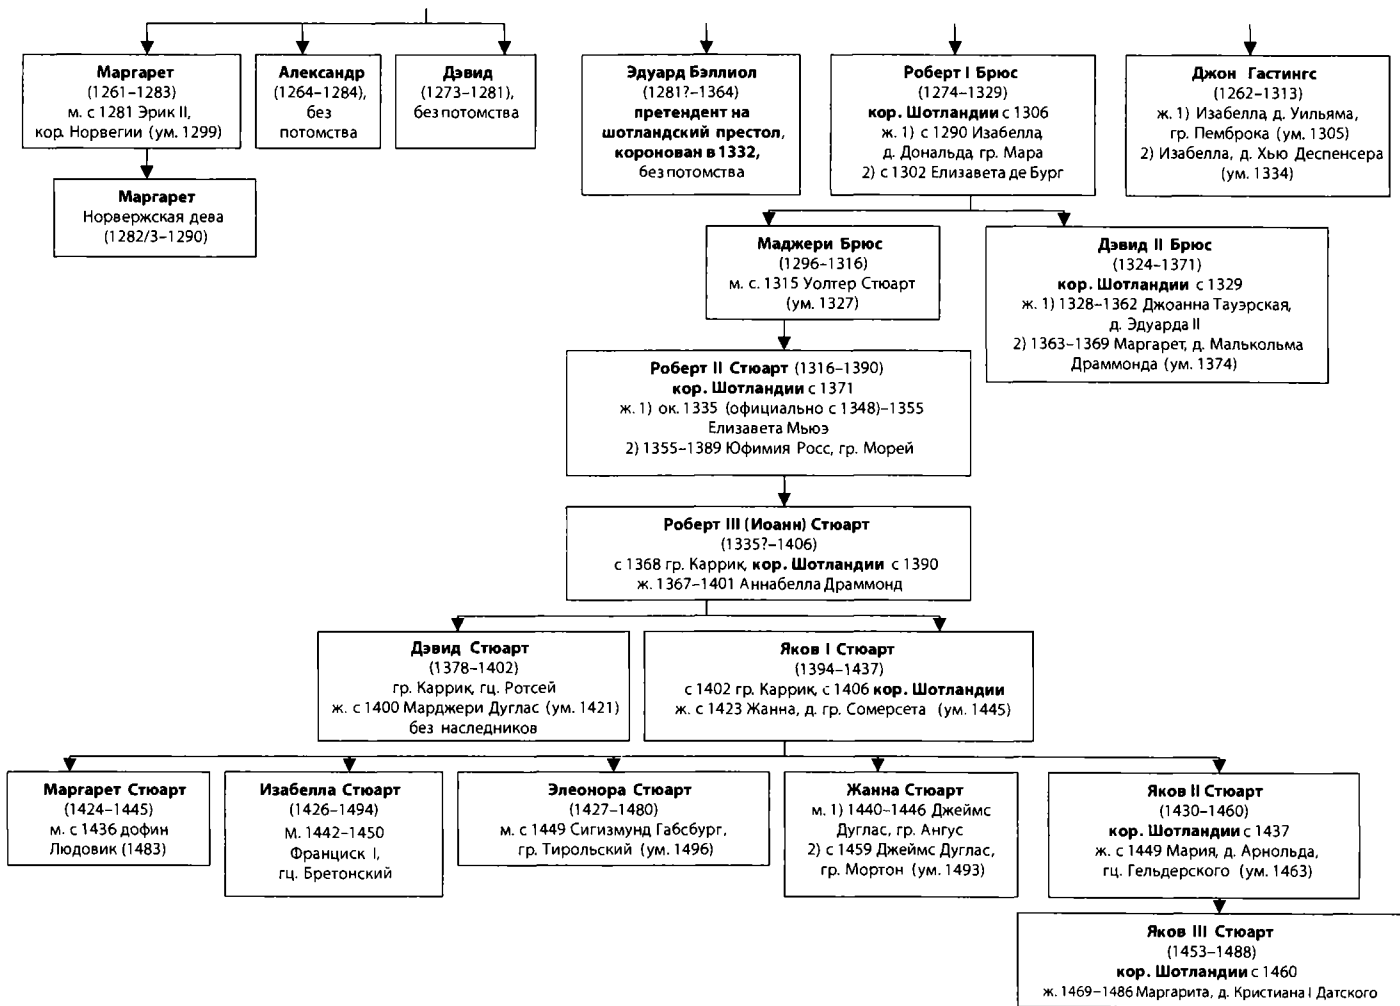 Маргарет
(1261–1283)
м. с 1281 Эрик II,
кор. Норвегии (ум. 1299)
Александр
(1264–1284),
без
потомства
Дэвид
(1273–1281),
без потомства
Эдуард Бэллиол
(1281?–1364)
претендент на
шотландский престол,
коронован в 1332,
без потомства
Роберт I Брюс
(1274–1329)
кор. Шотландии с 1306
ж. 1) с 1290 Изабелла,
д. Дональда, гр. Мара
2) с 1302 Елизавета де Бург
Джон Гастингс
(1262–1313)
ж. 1) Изабелла, д. Уильяма,
гр. Пемброка (ум. 1305)
2) Изабелла, д. Хью Деспенсера
(ум. 1334)
Маргарет
Норвержская дева
(1282/3–1290)
Маджери Брюс
(1296–1316)
м. с. 1315 Уолтер Стюарт
(ум. 1327)
Дэвид II Брюс
(1324–1371)
кор. Шотландии с 1329
ж. 1) 1328–1362 Джоанна Тауэрская,
д. Эдуарда II
2) 1363–1369 Маргарет, д. Малькольма
Драммонда (ум. 1374)
Роберт II Стюарт (1316–1390)
кор. Шотландии с 1371
ж. 1) ок. 1335 (официально с 1348)–1355
Елизавета Мьюэ
2) 1355–1389 Юфимия Росс, гр. Морей
Роберт III (Иоанн) Стюарт
(1335?–1406)
с 1368 гр. Каррик, кор. Шотландии с 1390
ж. 1367–1401 Аннабелла Драммонд
Дэвид Стюарт
(1378–1402)
гр. Каррик, гц. Ротсей
ж. с 1400 Марджери Дуглас (ум. 1421)
без наследников
Яков I Стюарт
(1394–1437)
с 1402 гр. Каррик, с 1406 кор. Шотландии
ж. с 1423 Жанна, д. гр. Сомерсета (ум. 1445)
Маргарет Стюарт
(1424–1445)
м. с 1436 дофин
Людовик (1483)
Изабелла Стюарт
(1426–1494)
М. 1442–1450
Франциск I,
гц. Бретонский
Элеонора Стюарт
(1427–1480)
м. с 1449 Сигизмунд Габсбург,
гр. Тирольский (ум. 1496)
Жанна Стюарт
м. 1) 1440–1446 Джеймс
Дуглас, гр. Ангус
2) с 1459 Джеймс Дуглас,
гр. Мортон (ум. 1493)
Яков II Стюарт
(1430–1460)
кор. Шотландии с 1437
ж. с 1449 Мария, д. Арнольда,
гц. Гельдерского (ум. 1463)
Яков III Стюарт
(1453–1488)
кор. Шотландии с 1460
ж. 1469–1486 Маргарита, д. Кристиана I Датского